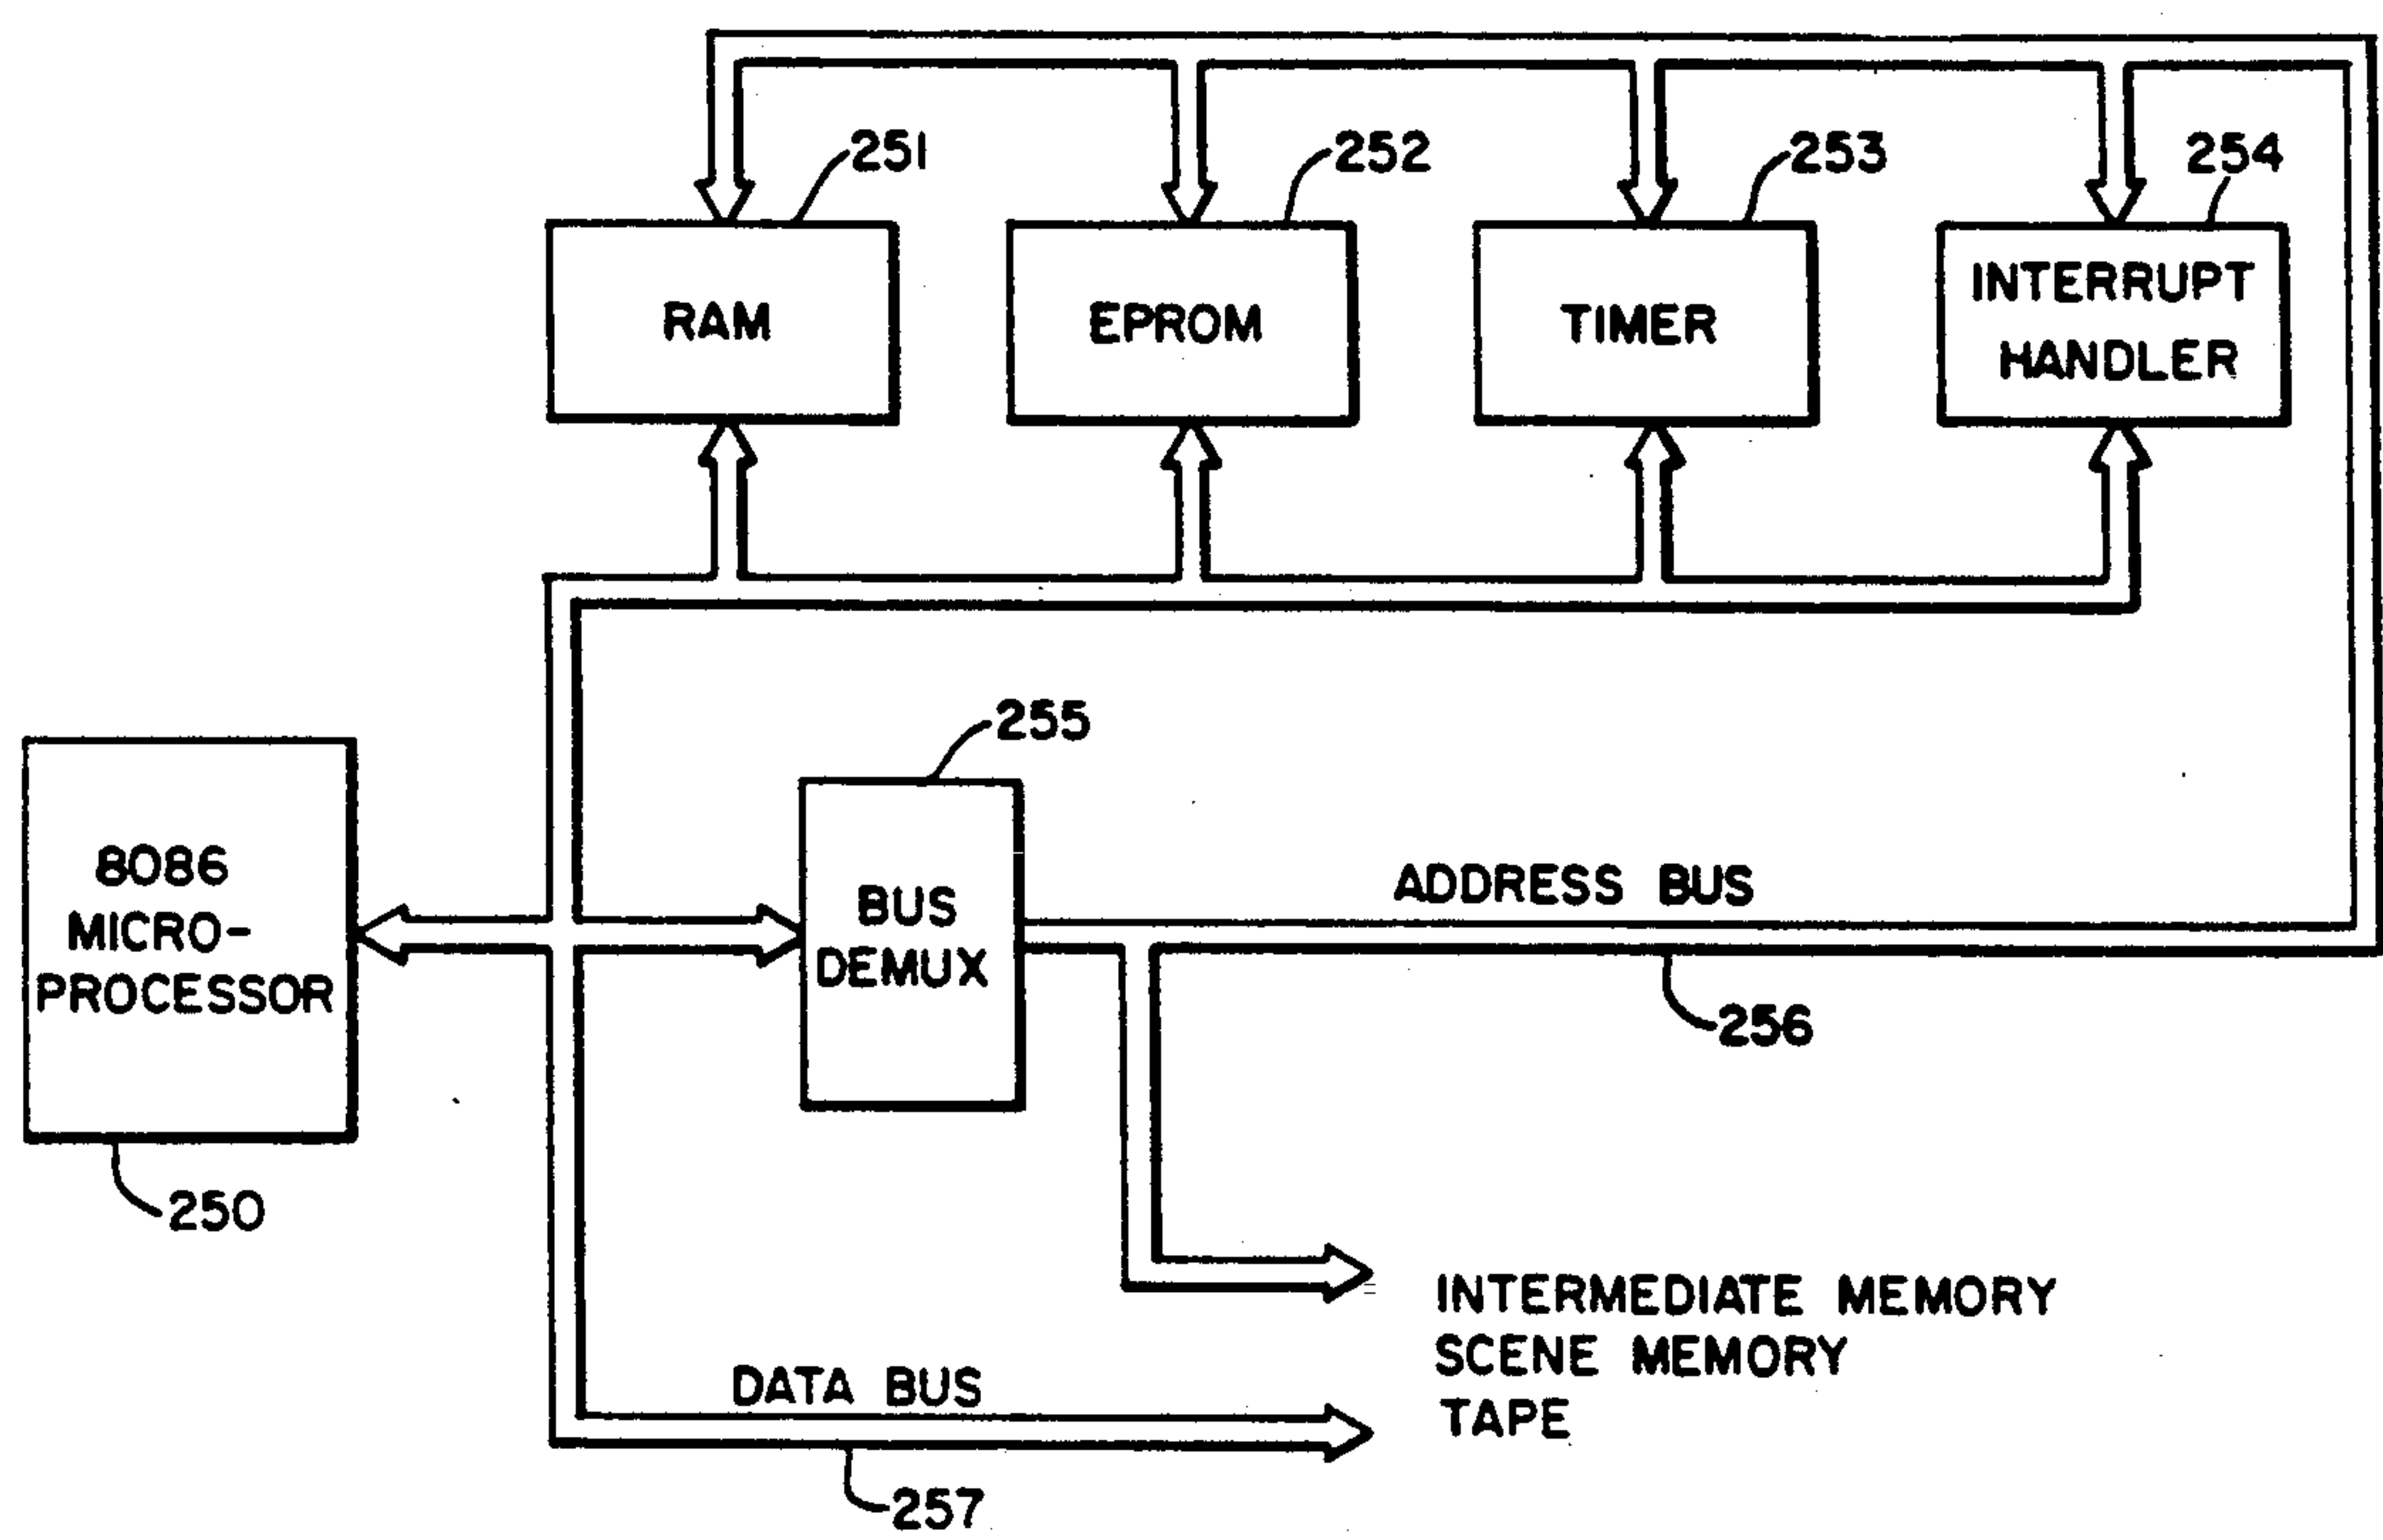 251
252
253
254
RAM
EPROM
TIMER
INTERRUPT
HANDLER
255
8086
MICRO-
PROCESSOR
BUS
DEMUX
ADDRESS BUS
256
250
INTERMEDIATE MEMORY
SCENE MEMORY
TAPE
DATA BUS
257